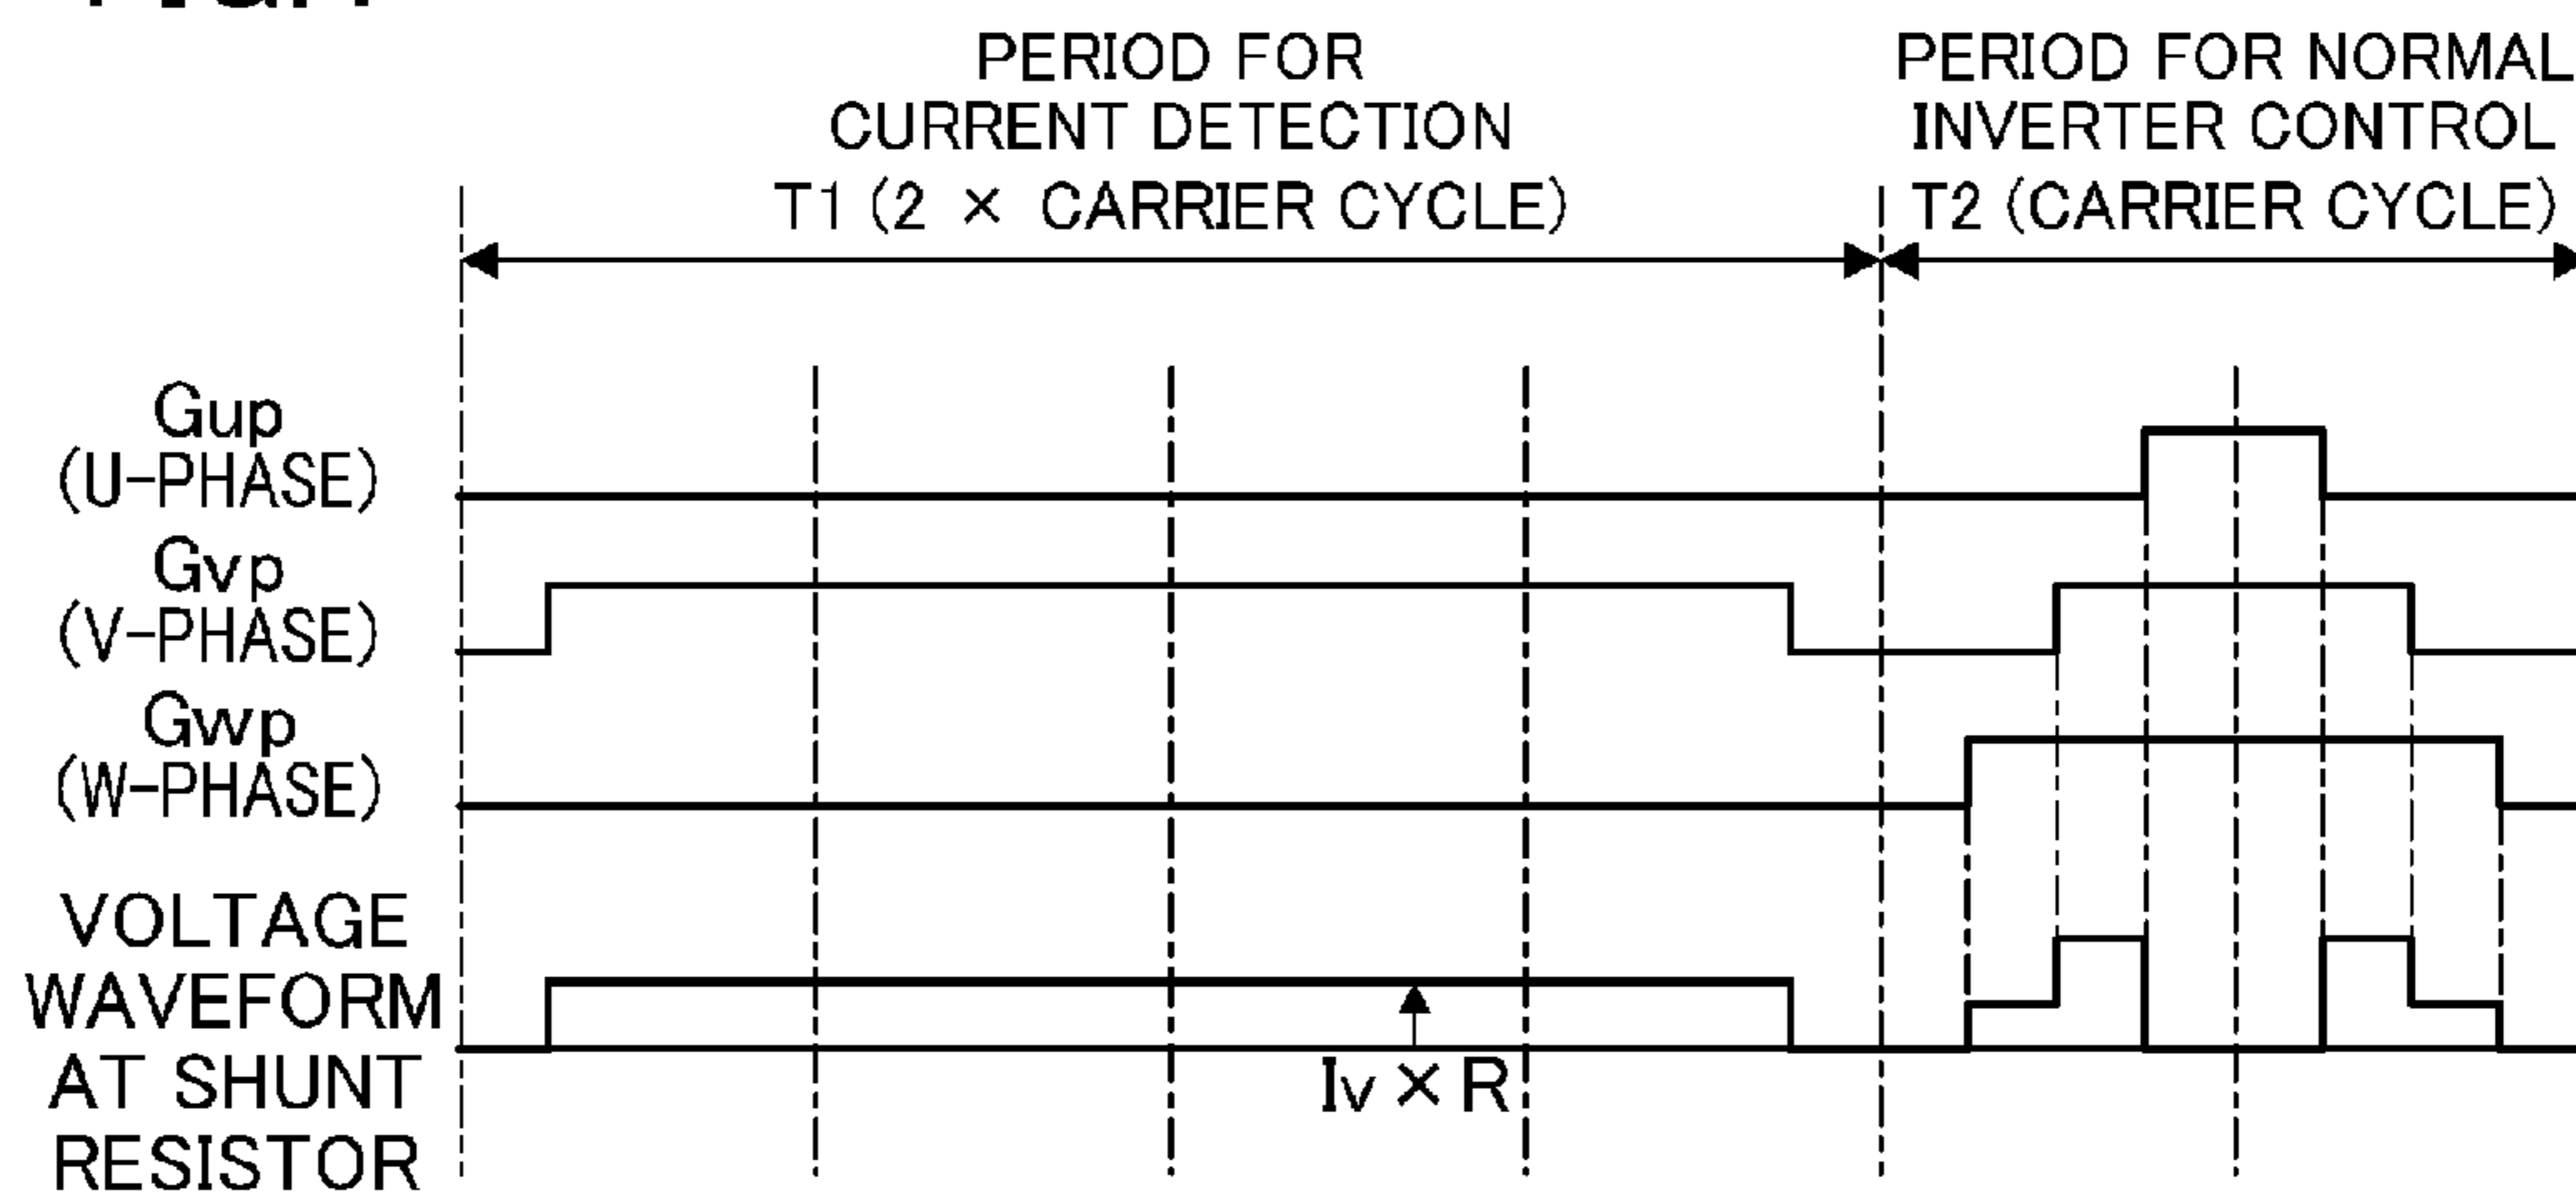 PERIOD FOR
CURRENT DETECTION
T1 (2 × CARRIER CYCLE)
PERIOD FOR NORMAL
INVERTER CONTROL
T2 (CARRIER CYCLE)
Gup
(U-PHASE)
Gvp
(V-PHASE)
Gwp
(W-PHASE)
VOLTAGE
WAVEFORM
AT SHUNT
RESISTOR
Iv × R